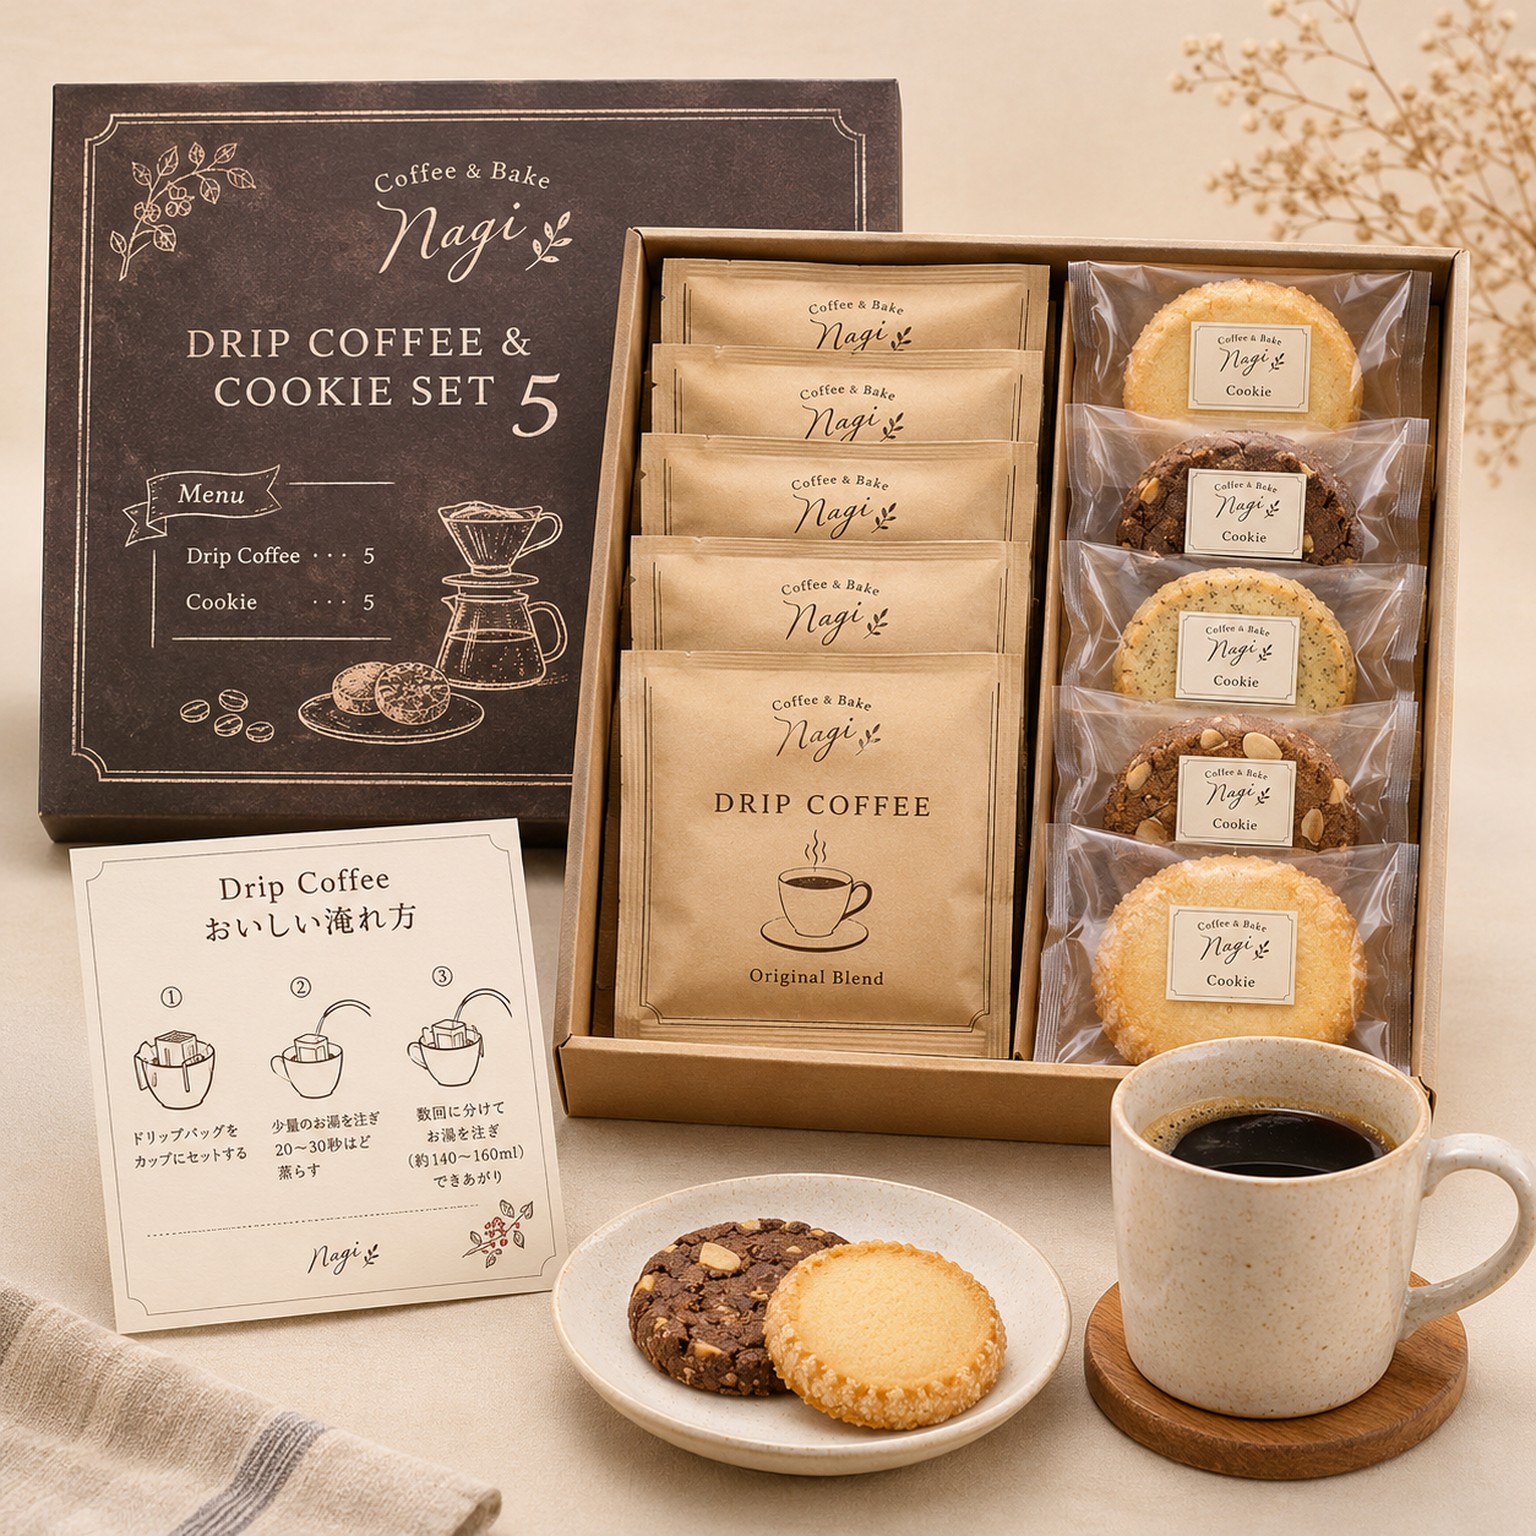 Coffee & Bake
Nagi
DRIP COFFEE &
COOKIE SET 5
Menu
Drip Coffee ・・・ 5
Cookie ・・・ 5
Coffee & Bake
Nagi
Coffee & Bake
Nagi
Coffee & Bake
Nagi
Coffee & Bake
Nagi
Coffee & Bake
Nagi
DRIP COFFEE
Original Blend
Coffee & Bake
Nagi
Cookie
Coffee & Bake
Nagi
Cookie
Coffee & Bake
Nagi
Cookie
Coffee & Bake
Nagi
Cookie
Coffee & Bake
Nagi
Cookie
Drip Coffee
おいしい淹れ方
①
ドリップバッグを
カップにセットする
②
少量のお湯を注ぎ
20〜30秒ほど
蒸らす
③
数回に分けて
お湯を注ぎ
(約140〜160ml)
できあがり
Nagi